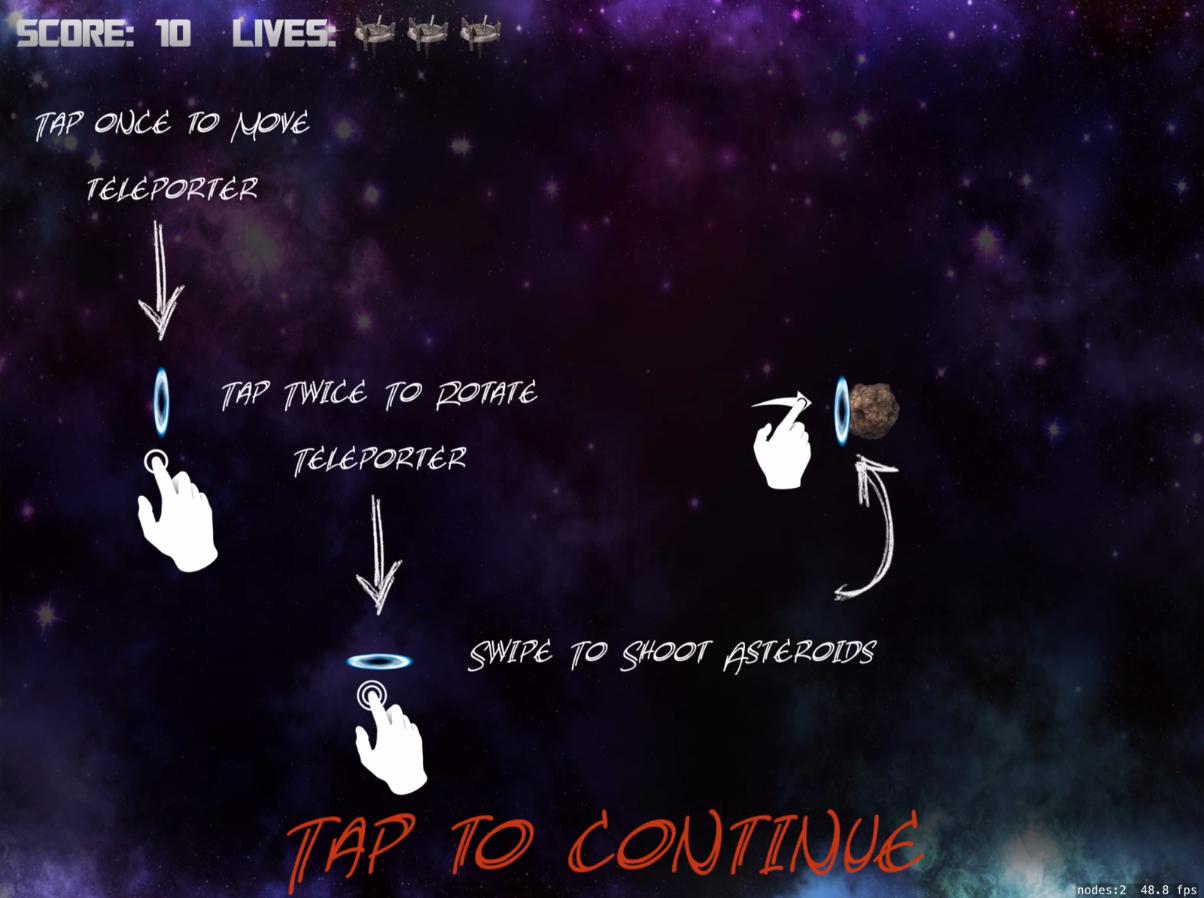 SCORE: 10 LIVES:
TAP ONCE TO MOVE
TELEPORTER
TAP TWICE TO ROTATE
TELEPORTER
SWIPE TO SHOOT ASTEROIDS
TAP TO CONTINUE
nodes:2 48.8 fps